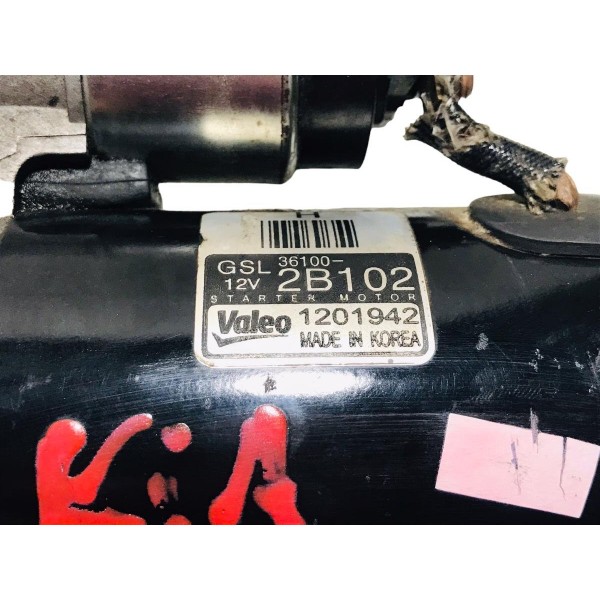 H
GSL 36100-
12V 2B102
STARTER MOTOR
Valeo 1201942
MADE IN KOREA
KiA